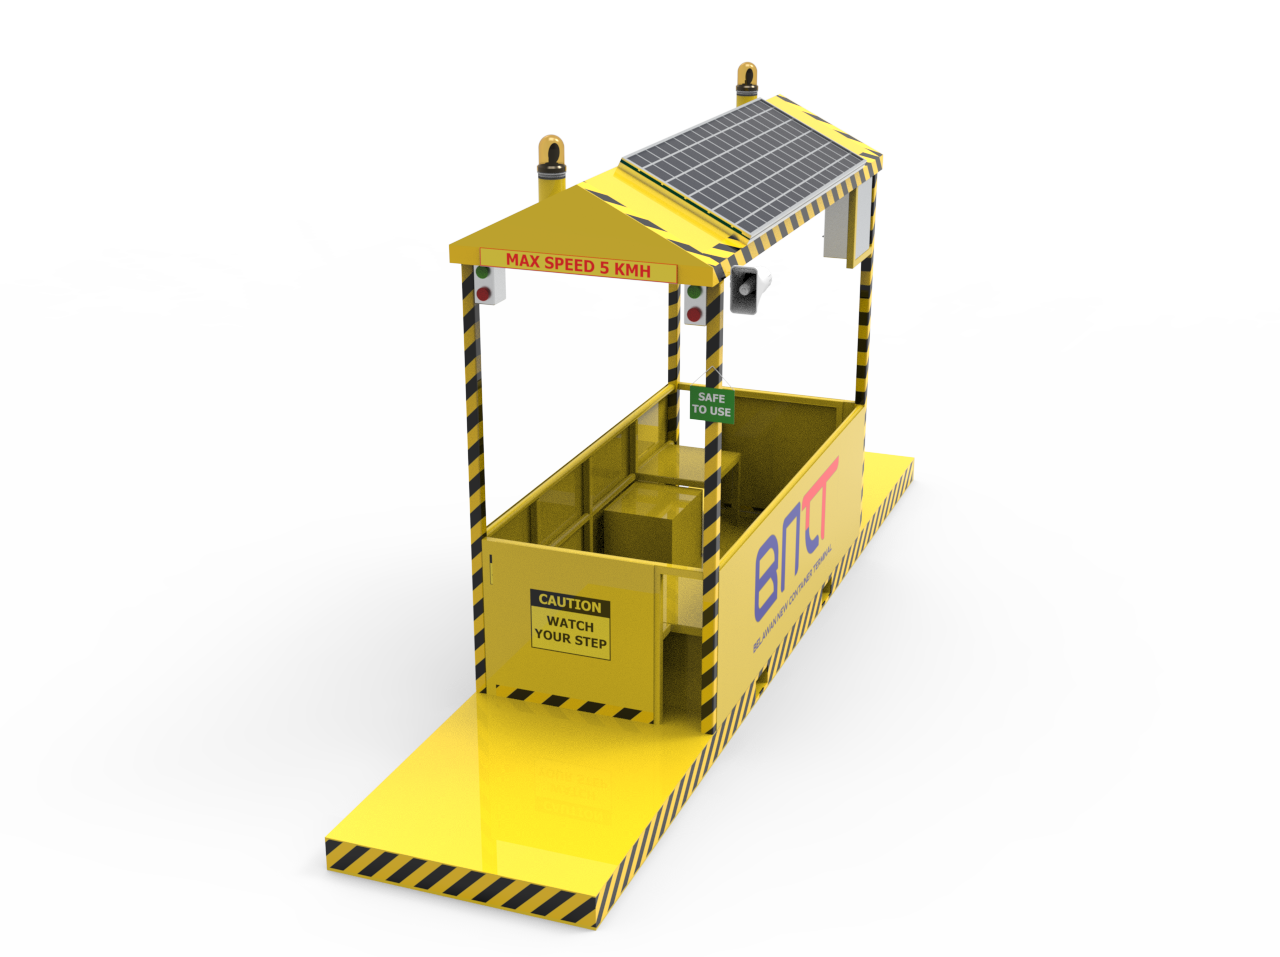 MAX SPEED 5 KMH
SAFE
TO USE
CAUTION
WATCH
YOUR STEP
BNCT
BELAWAN NEW CONTAINER TERMINAL